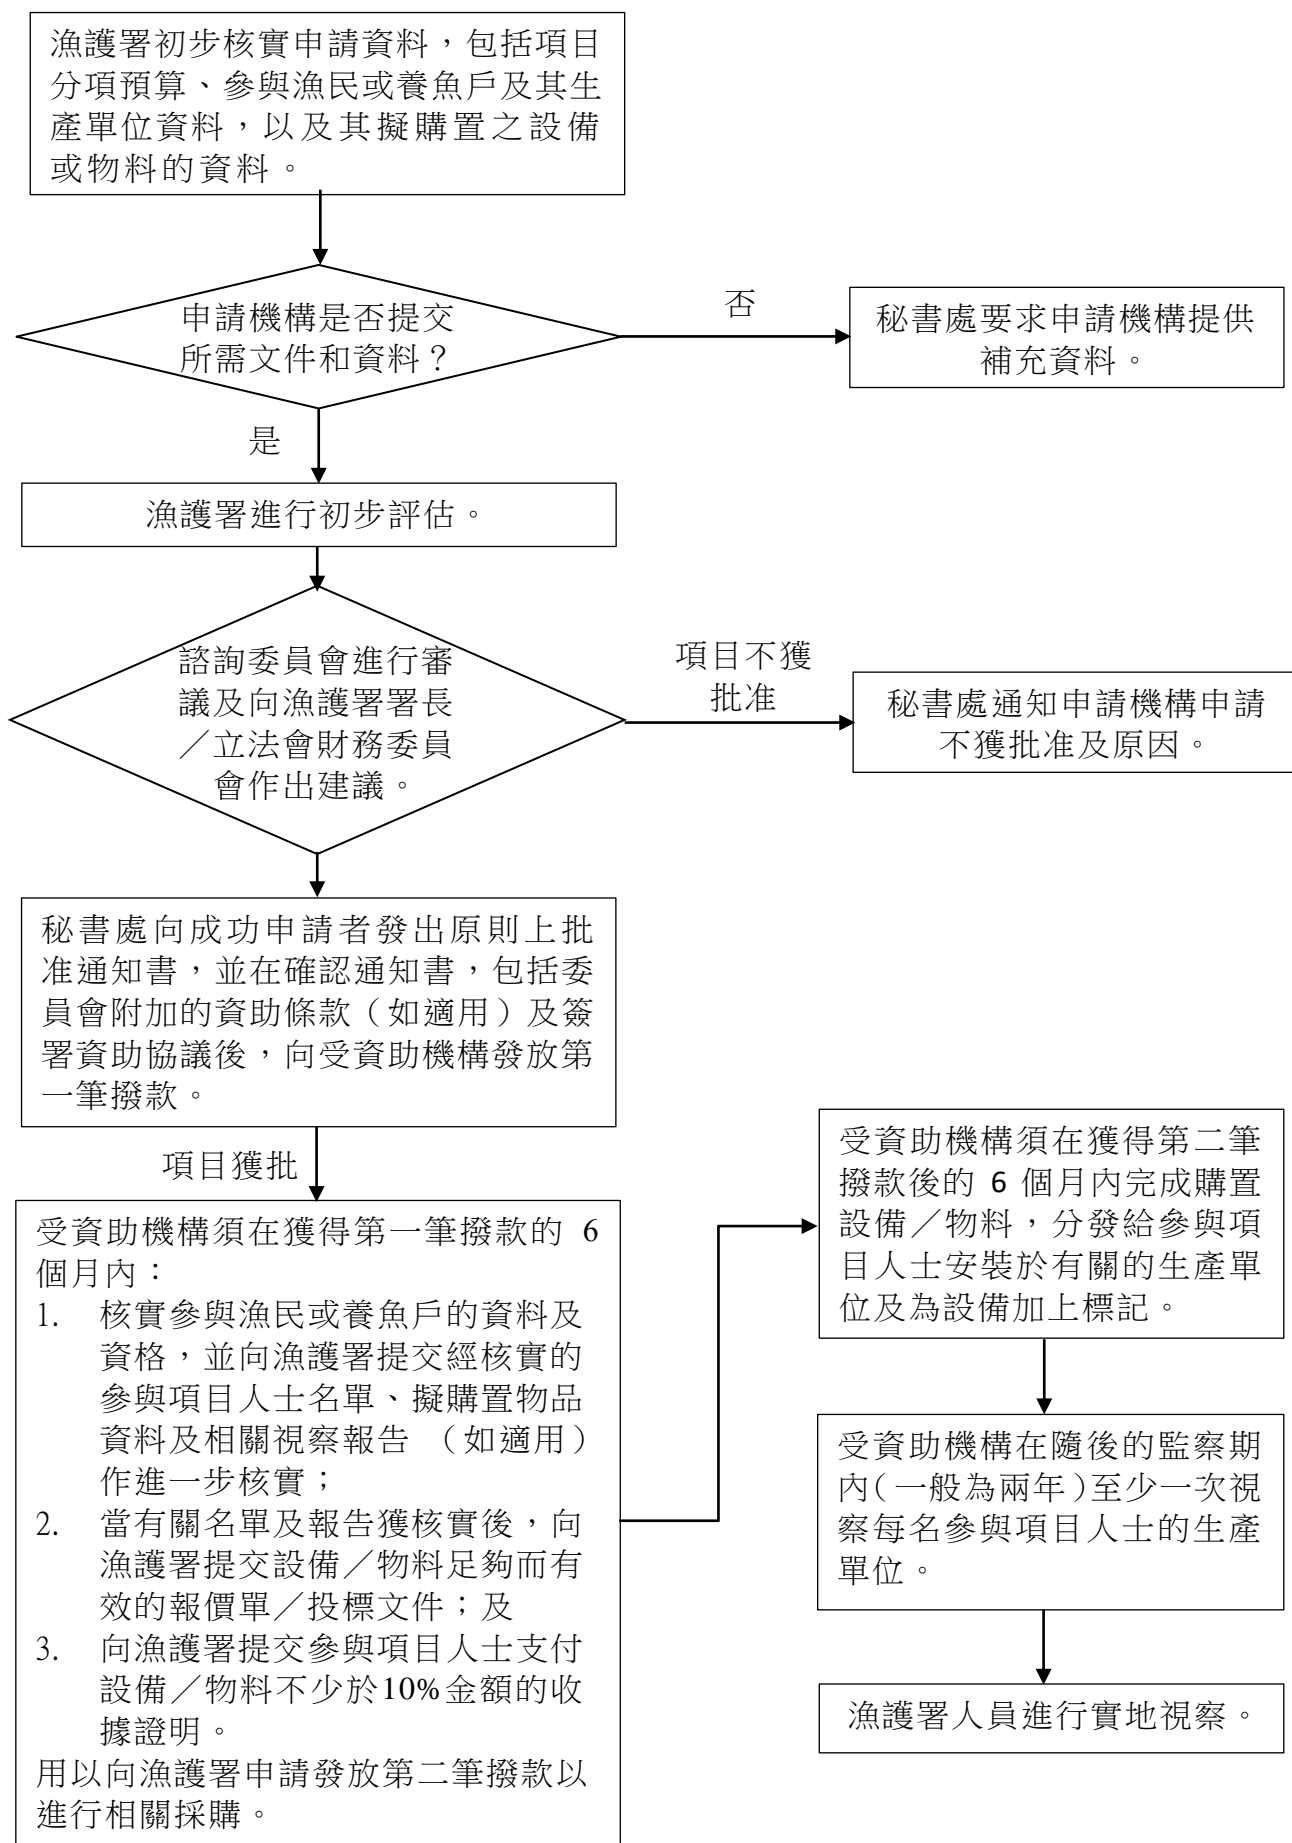 漁護署初步核實申請資料，包括項目
分項預算、參與漁民或養魚戶及其生
產單位資料，以及其擬購置之設備
或物料的資料。
申請機構是否提交
所需文件和資料？
否
秘書處要求申請機構提供
補充資料。
是
漁護署進行初步評估。
諮詢委員會進行審
議及向漁護署署長
／立法會財務委員
會作出建議。
項目不獲
批准
秘書處通知申請機構申請
不獲批准及原因。
秘書處向成功申請者發出原則上批
准通知書，並在確認通知書，包括委
員會附加的資助條款（如適用）及簽
署資助協議後，向受資助機構發放第
一筆撥款。
項目獲批
受資助機構須在獲得第一筆撥款的 6
個月內：
1. 核實參與漁民或養魚戶的資料及
資格，並向漁護署提交經核實的
參與項目人士名單、擬購置物品
資料及相關視察報告 （如適用）
作進一步核實；
2. 當有關名單及報告獲核實後，向
漁護署提交設備／物料足夠而有
效的報價單／投標文件；及
3. 向漁護署提交參與項目人士支付
設備／物料不少於10%金額的收
據證明。
用以向漁護署申請發放第二筆撥款以
進行相關採購。
受資助機構須在獲得第二筆
撥款後的 6 個月內完成購置
設備／物料，分發給參與項
目人士安裝於有關的生產單
位及為設備加上標記。
受資助機構在隨後的監察期
內（一般為兩年）至少一次視
察每名參與項目人士的生產
單位。
漁護署人員進行實地視察。